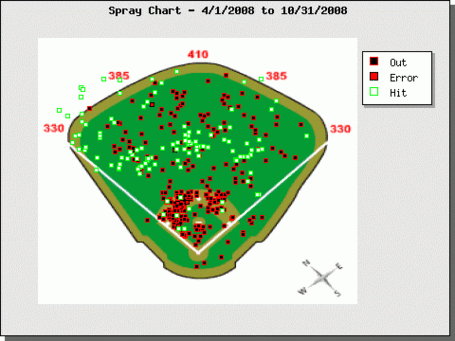 Spray Chart - 4/1/2008 to 10/31/2008
410
385
385
330
330
Out
Error
Hit
N
E
W
S